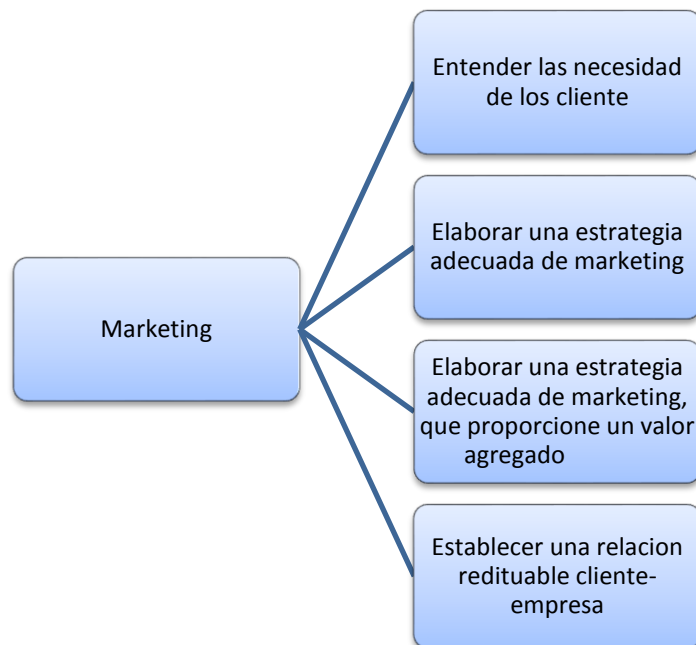 Marketing
Entender las necesidad
de los cliente
Elaborar una estrategia
adecuada de marketing
Elaborar una estrategia
adecuada de marketing,
que proporcione un valor
agregado
Establecer una relacion
redituable cliente-
empresa